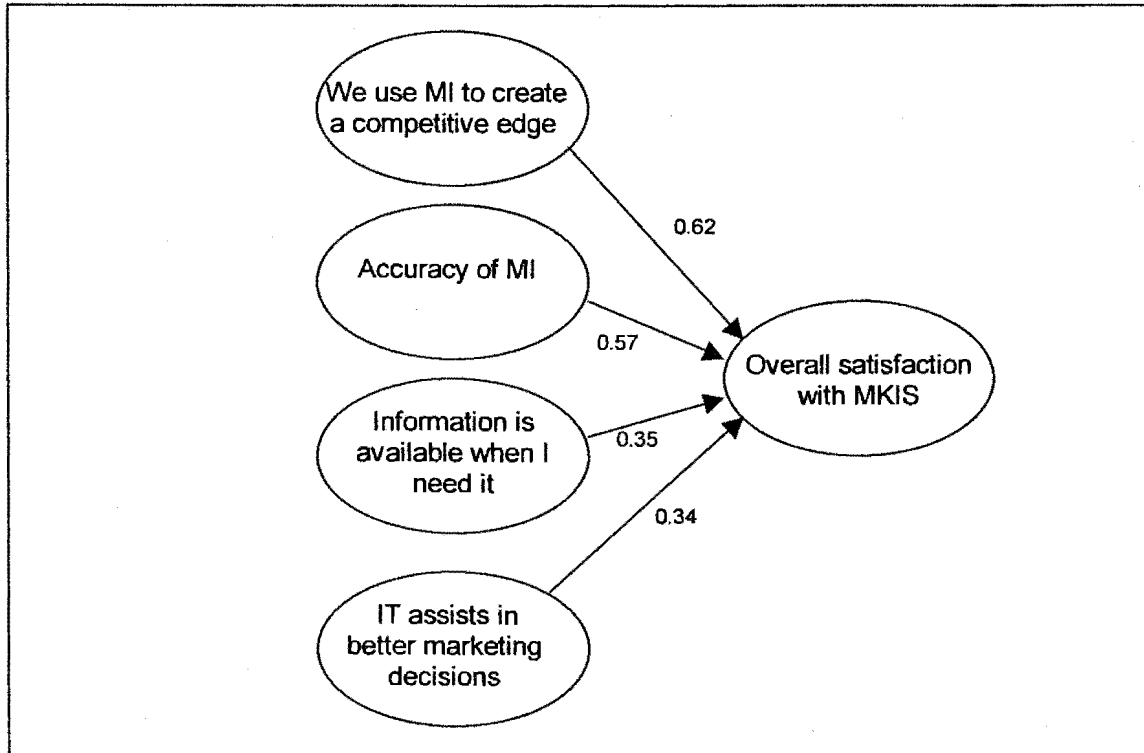 We use MI to create
a competitive edge
0.62
Accuracy of MI
0.57
Overall satisfaction
with MKIS
Information is
available when I
need it
0.35
0.34
IT assists in
better marketing
decisions